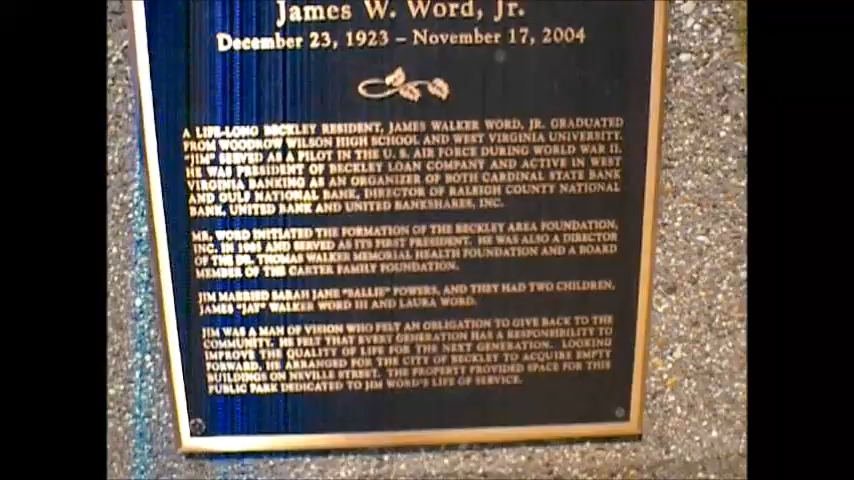 James W. Word, Jr.
December 23, 1923 – November 17, 2004
A LIFE-LONG BECKLEY RESIDENT, JAMES WALKER WORD, JR. GRADUATED
FROM WOODROW WILSON HIGH SCHOOL AND WEST VIRGINIA UNIVERSITY.
"JIM" SERVED AS A PILOT IN THE U. S. AIR FORCE DURING WORLD WAR II.
HE WAS PRESIDENT OF BECKLEY LOAN COMPANY AND ACTIVE IN WEST
VIRGINIA BANKING AS AN ORGANIZER OF BOTH CARDINAL STATE BANK
AND GULF NATIONAL BANK, DIRECTOR OF RALEIGH COUNTY NATIONAL
BANK, UNITED BANK AND UNITED BANKSHARES, INC.
MR. WORD INITIATED THE FORMATION OF THE BECKLEY AREA FOUNDATION,
INC. IN AND SERVED AS ITS FIRST PRESIDENT. HE WAS ALSO A DIRECTOR
OF THE DR. THOMAS WALKER MEMORIAL HEALTH FOUNDATION AND A BOARD
MEMBER OF THE CARTER FAMILY FOUNDATION.
JIM MARRIED SARAH JANE "SALLIE" POWERS, AND THEY HAD TWO CHILDREN,
JAMES "JAY" WALKER WORD III AND LAURA WORD.
JIM WAS A MAN OF VISION WHO FELT AN OBLIGATION TO GIVE BACK TO THE
COMMUNITY. HE FELT THAT EVERY GENERATION HAS A RESPONSIBILITY TO
IMPROVE THE QUALITY OF LIFE FOR THE NEXT GENERATION. LOOKING
FORWARD, HE ARRANGED FOR THE CITY OF BECKLEY TO ACQUIRE EMPTY
BUILDINGS ON NEVILLE STREET. THE PROPERTY PROVIDED SPACE FOR THIS
PUBLIC PARK DEDICATED TO JIM WORD'S LIFE OF SERVICE.